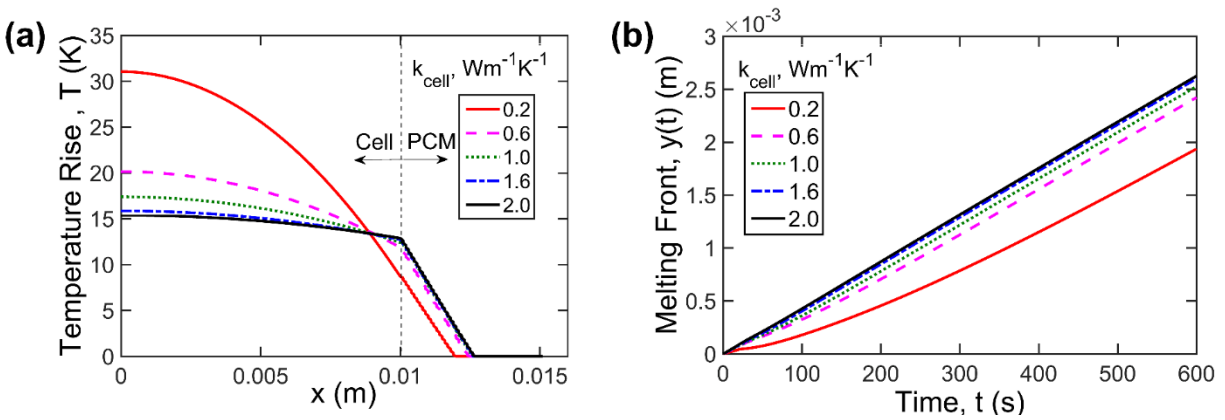 (a)
Temperature Rise , T (K)
35
30
25
20
15
10
5
0
k_cell, Wm⁻¹K⁻¹
0.2
0.6
1.0
1.6
2.0
Cell PCM
0 0.005 0.01 0.015
x (m)
(b)
×10⁻³
Melting Front, y(t) (m)
3
2.5
2
1.5
1
0.5
0
k_cell, Wm⁻¹K⁻¹
0.2
0.6
1.0
1.6
2.0
0 100 200 300 400 500 600
Time, t (s)